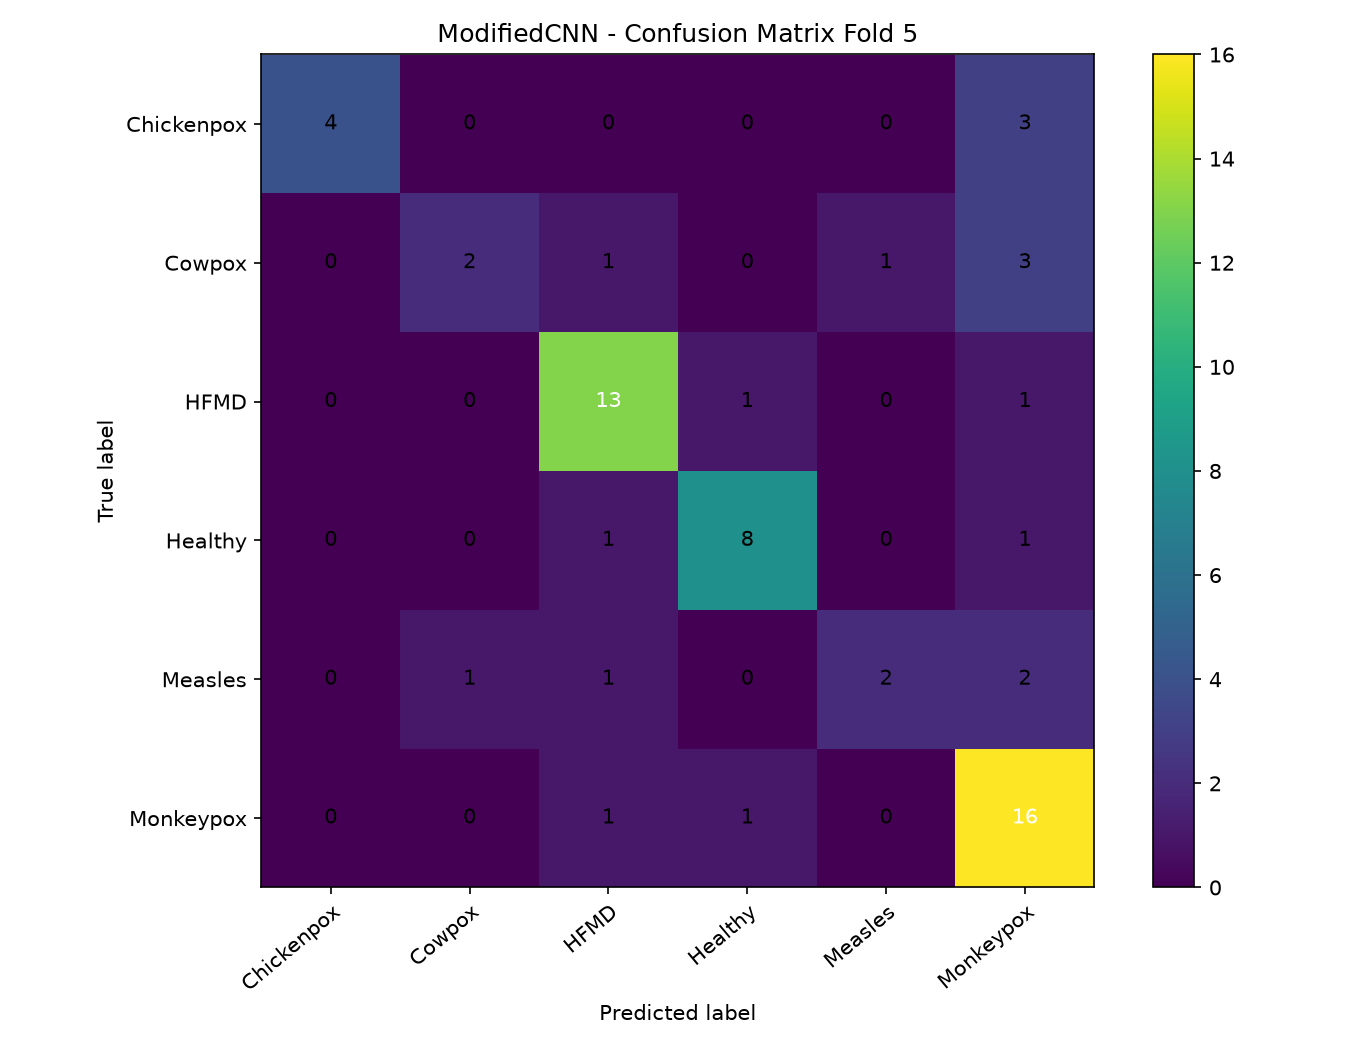 ModifiedCNN - Confusion Matrix Fold 5
Chickenpox 4 0 0 0 0 3
Cowpox 0 2 1 0 1 3
HFMD 0 0 13 1 0 1
Healthy 0 0 1 8 0 1
Measles 0 1 1 0 2 2
Monkeypox 0 0 1 1 0 16
True label
Chickenpox Cowpox HFMD Healthy Measles Monkeypox
Predicted label
16
14
12
10
8
6
4
2
0